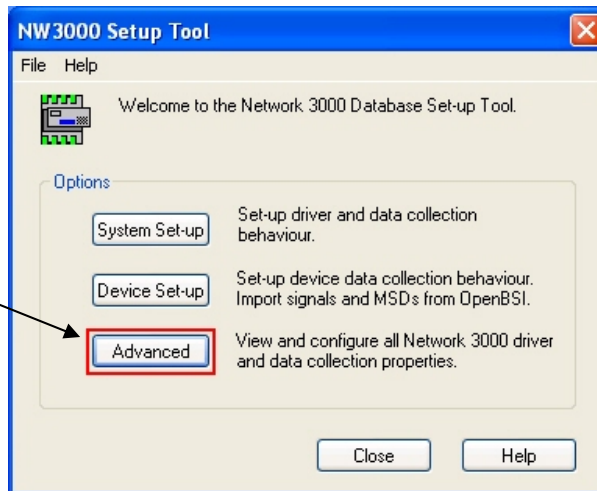 NW3000 Setup Tool
File Help
Welcome to the Network 3000 Database Set-up Tool.
Options
System Set-up
Set-up driver and data collection
behaviour.
Device Set-up
Set-up device data collection behaviour.
Import signals and MSDs from OpenBSI.
Advanced
View and configure all Network 3000 driver
and data collection properties.
Close
Help